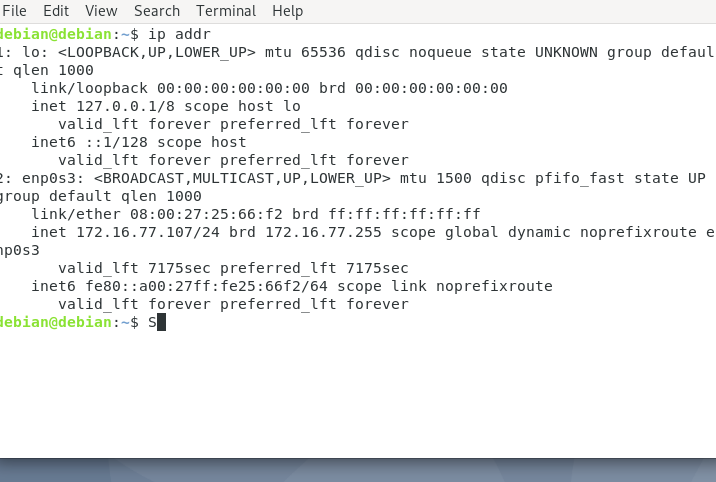 File Edit View Search Terminal Help
debian@debian:~$ ip addr
1: lo: <LOOPBACK,UP,LOWER_UP> mtu 65536 qdisc noqueue state UNKNOWN group defaul
t qlen 1000
    link/loopback 00:00:00:00:00:00 brd 00:00:00:00:00:00
    inet 127.0.0.1/8 scope host lo
       valid_lft forever preferred_lft forever
    inet6 ::1/128 scope host
       valid_lft forever preferred_lft forever
2: enp0s3: <BROADCAST,MULTICAST,UP,LOWER_UP> mtu 1500 qdisc pfifo_fast state UP
group default qlen 1000
    link/ether 08:00:27:25:66:f2 brd ff:ff:ff:ff:ff:ff
    inet 172.16.77.107/24 brd 172.16.77.255 scope global dynamic noprefixroute e
np0s3
       valid_lft 7175sec preferred_lft 7175sec
    inet6 fe80::a00:27ff:fe25:66f2/64 scope link noprefixroute
       valid_lft forever preferred_lft forever
debian@debian:~$ S